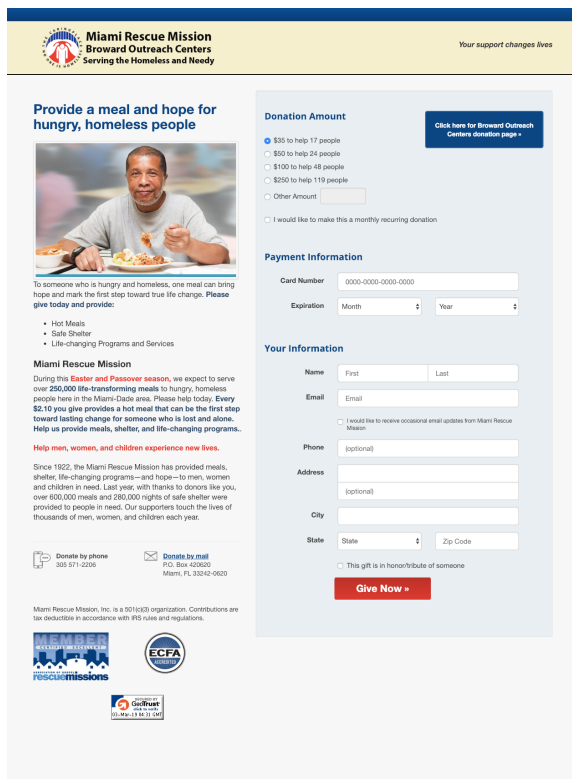 Miami Rescue Mission
Broward Outreach Centers
Serving the Homeless and Needy
Your support changes lives
Provide a meal and hope for
hungry, homeless people
To someone who is hungry and homeless, one meal can bring
hope and mark the first step toward true life change. Please
give today and provide:
• Hot Meals
• Safe Shelter
• Life-changing Programs and Services
Miami Rescue Mission
During this Easter and Passover season, we expect to serve
over 250,000 life-transforming meals to hungry, homeless
people here in the Miami-Dade area. Please help today. Every
$2.10 you give provides a hot meal that can be the first step
toward lasting change for someone who is lost and alone.
Help us provide meals, shelter, and life-changing programs..
Help men, women, and children experience new lives.
Since 1922, the Miami Rescue Mission has provided meals,
shelter, life-changing programs—and hope—to men, women
and children in need. Last year, with thanks to donors like you,
over 600,000 meals and 280,000 nights of safe shelter were
provided to people in need. Our supporters touch the lives of
thousands of men, women, and children each year.
Donate by phone
305 571-2206
Donate by mail
P.O. Box 420620
Miami, FL 33242-0620
Miami Rescue Mission, Inc. is a 501(c)(3) organization. Contributions are
tax deductible in accordance with IRS rules and regulations.
MEMBER
CERTIFIED EXCELLENT
rescuemissions
ECFA
ACCREDITED
SECURED BY
GeoTrust
click to verify
03-Mar-19 04:31 GMT
Donation Amount
Click here for Broward Outreach
Centers donation page »
$35 to help 17 people
$50 to help 24 people
$100 to help 48 people
$250 to help 119 people
Other Amount
I would like to make this a monthly recurring donation
Payment Information
Card Number
0000-0000-0000-0000
Expiration
Month
Year
Your Information
Name
First
Last
Email
Email
I would like to receive occasional email updates from Miami Rescue
Mission
Phone
(optional)
Address
(optional)
City
State
State
Zip Code
This gift is in honor/tribute of someone
Give Now »